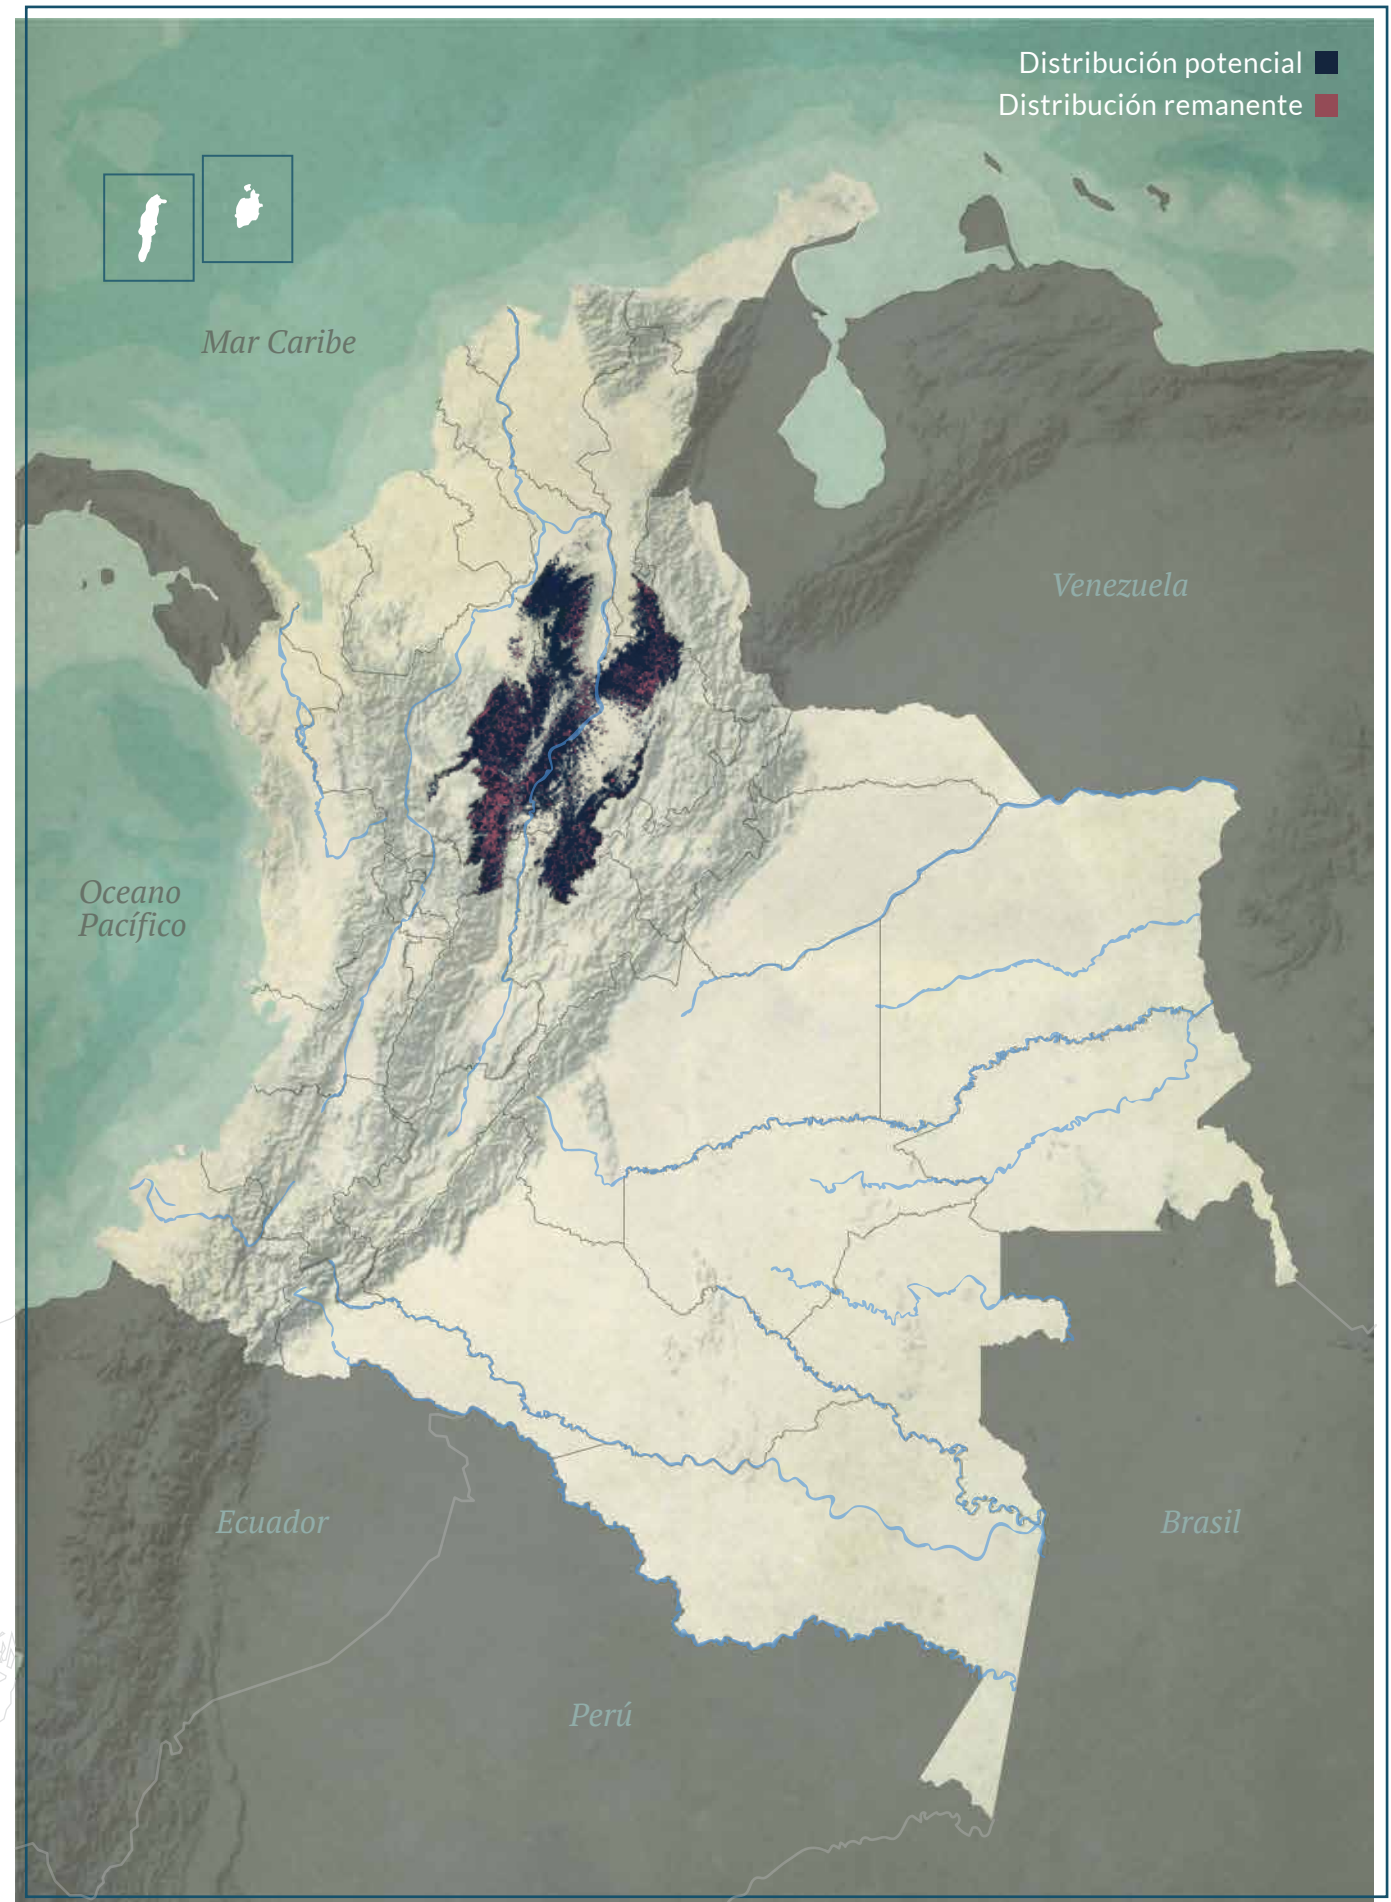 Distribución potencial
Distribución remanente
Mar Caribe
Venezuela
Oceano
Pacífico
Ecuador
Brasil
Perú